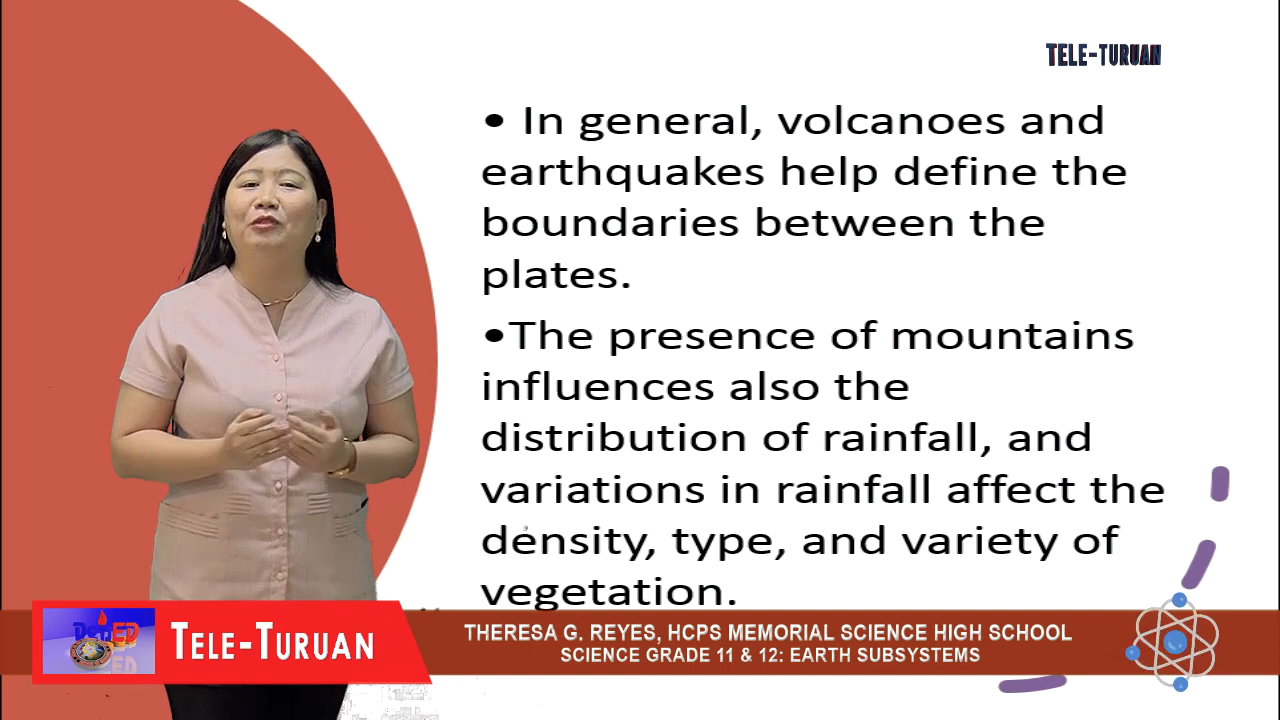 TELE-TURUAN
• In general, volcanoes and
earthquakes help define the
boundaries between the
plates.
•The presence of mountains
influences also the
distribution of rainfall, and
variations in rainfall affect the
density, type, and variety of
vegetation.
DepED
TELE-TURUAN
THERESA G. REYES, HCPS MEMORIAL SCIENCE HIGH SCHOOL
SCIENCE GRADE 11 & 12: EARTH SUBSYSTEMS